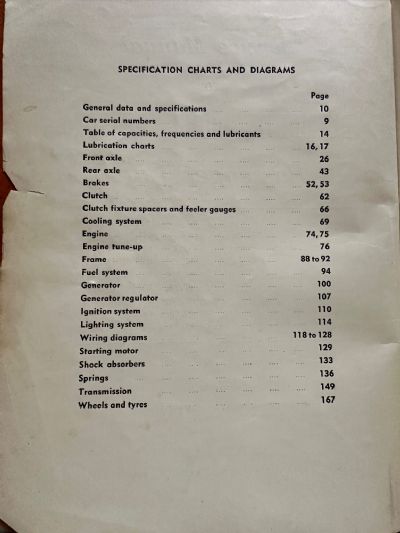 SPECIFICATION CHARTS AND DIAGRAMS
Page
General data and specifications 10
Car serial numbers 9
Table of capacities, frequencies and lubricants 14
Lubrication charts 16, 17
Front axle 26
Rear axle 43
Brakes 52, 53
Clutch 62
Clutch fixture spacers and feeler gauges 66
Cooling system 69
Engine 74, 75
Engine tune-up 76
Frame 88 to 92
Fuel system 94
Generator 100
Generator regulator 107
Ignition system 110
Lighting system 114
Wiring diagrams 118 to 128
Starting motor 129
Shock absorbers 133
Springs 136
Transmission 149
Wheels and tyres 167